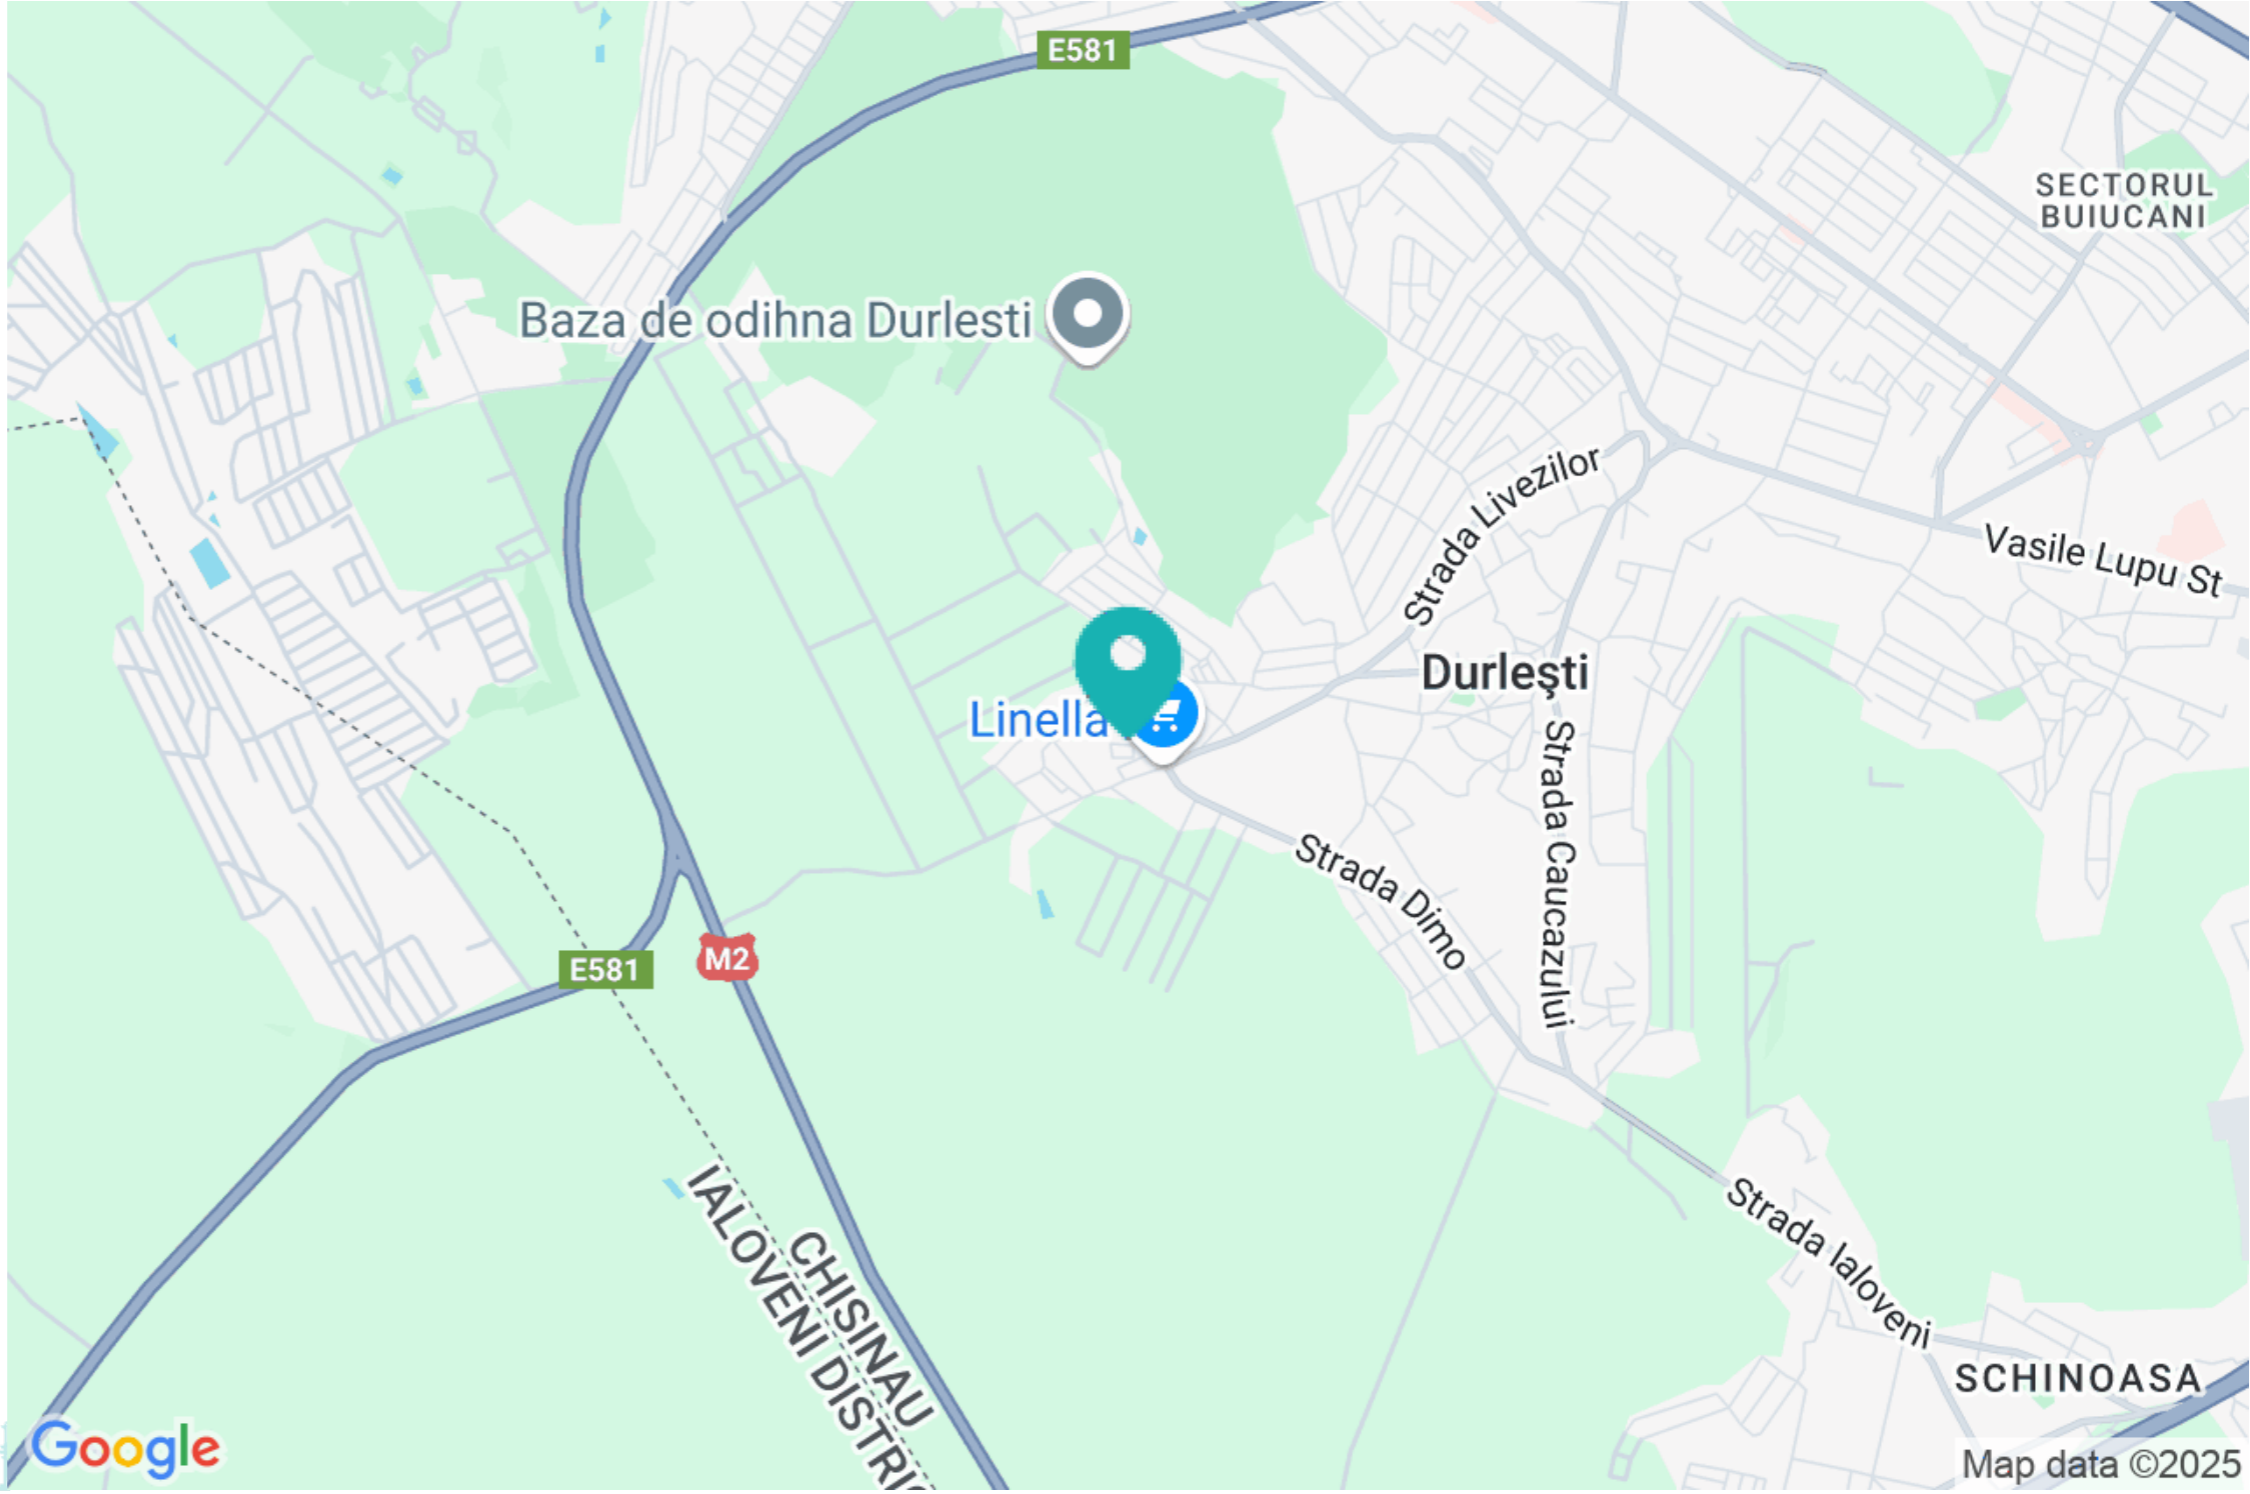 E581
SECTORUL
BUIUCANI
Baza de odihna Durlesti
Strada Livezilor
Vasile Lupu St
Durlești
Linella
Strada Caucazului
Strada Dimo
E581
M2
IALOVENI DISTRIC
CHISINAU
Strada Ialoveni
SCHINOASA
Google
Map data ©2025